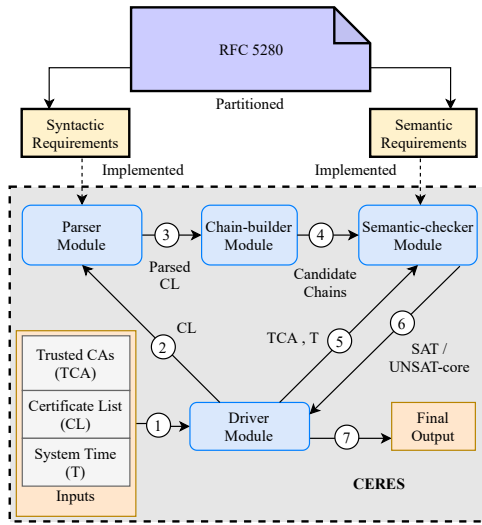 RFC 5280
Partitioned
Syntactic
Requirements
Semantic
Requirements
Implemented
Implemented
Parser
Module
3
Chain-builder
Module
4
Semantic-checker
Module
Parsed
CL
Candidate
Chains
CL
2
TCA , T
5
6
SAT /
UNSAT-core
Trusted CAs
(TCA)
Certificate List
(CL)
System Time
(T)
Inputs
1
Driver
Module
7
Final
Output
CERES